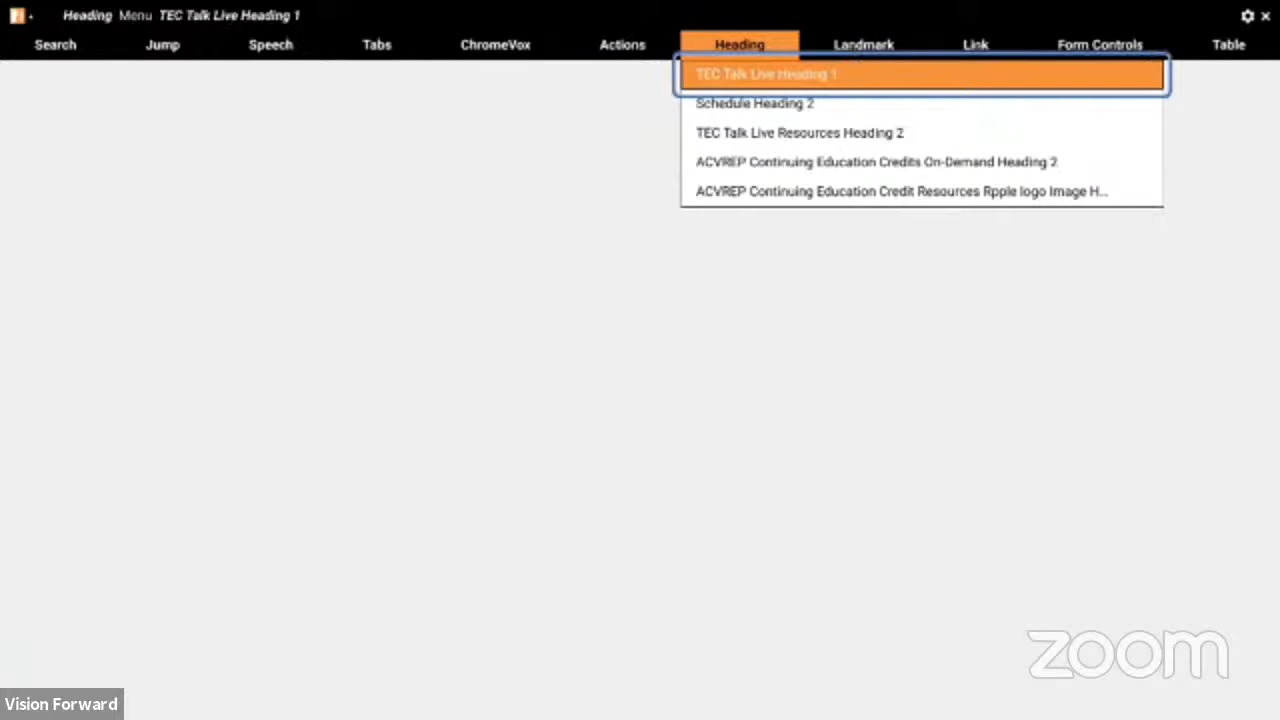 Heading Menu TEC Talk Live Heading 1
Search Jump Speech Tabs ChromeVox Actions Heading Landmark Link Form Controls Table
TEC Talk Live Heading 1
Schedule Heading 2
TEC Talk Live Resources Heading 2
ACVREP Continuing Education Credits On-Demand Heading 2
ACVREP Continuing Education Credit Resources Rpple logo Image H...
zoom
Vision Forward